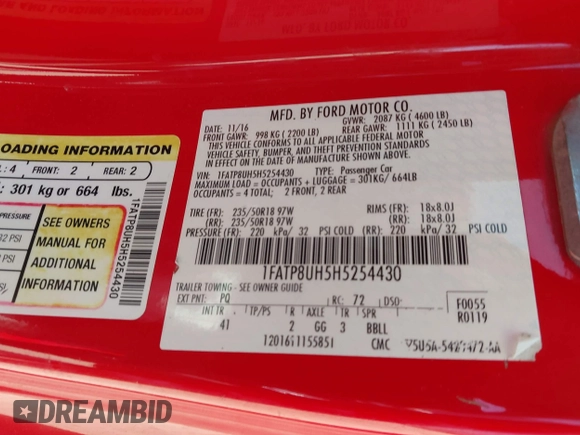 MFD. BY FORD MOTOR CO.
DATE: 11/16 GVWR: 2087 KG (4600 LB)
FRONT GAWR: 998 KG (2200 LB) REAR GAWR: 1111 KG (2450 LB)
THIS VEHICLE CONFORMS TO ALL APPLICABLE FEDERAL MOTOR
VEHICLE SAFETY, BUMPER, AND THEFT PREVENTION STANDARDS
IN EFFECT ON THE DATE OF MANUFACTURE SHOWN ABOVE.
VIN: 1FATP8UH5H5254430 TYPE: Passenger Car
MAXIMUM LOAD = OCCUPANTS + LUGGAGE = 301KG/ 664LB
OCCUPANTS = 4 TOTAL; 2 FRONT, 2 REAR
TIRE (FR): 235/50R18 97W RIMS (FR): 18x8.0J
(RR): 235/50R18 97W (RR): 18x8.0J
PRESSURE: (FR) 220 kPa/ 32 PSI COLD (RR) 220 kPa/ 32 PSI COLD
1FATP8UH5H5254430
TRAILER TOWING - SEE OWNER GUIDE
EXT PNT: PQ RC: 72 DSO: F0055
R0119
INT TR TP/PS R AXLE TR SPR
41 2 GG 3 BBLL
CMC
LOADING INFORMATION
: 4 FRONT: 2 REAR: 2
: 301 kg or 664 lbs.
PRESSURE
PSI
PSI
SEE OWNERS
MANUAL FOR
ADDITIONAL
INFORMATION
1FATP8UH5H5254430
DREAMBID